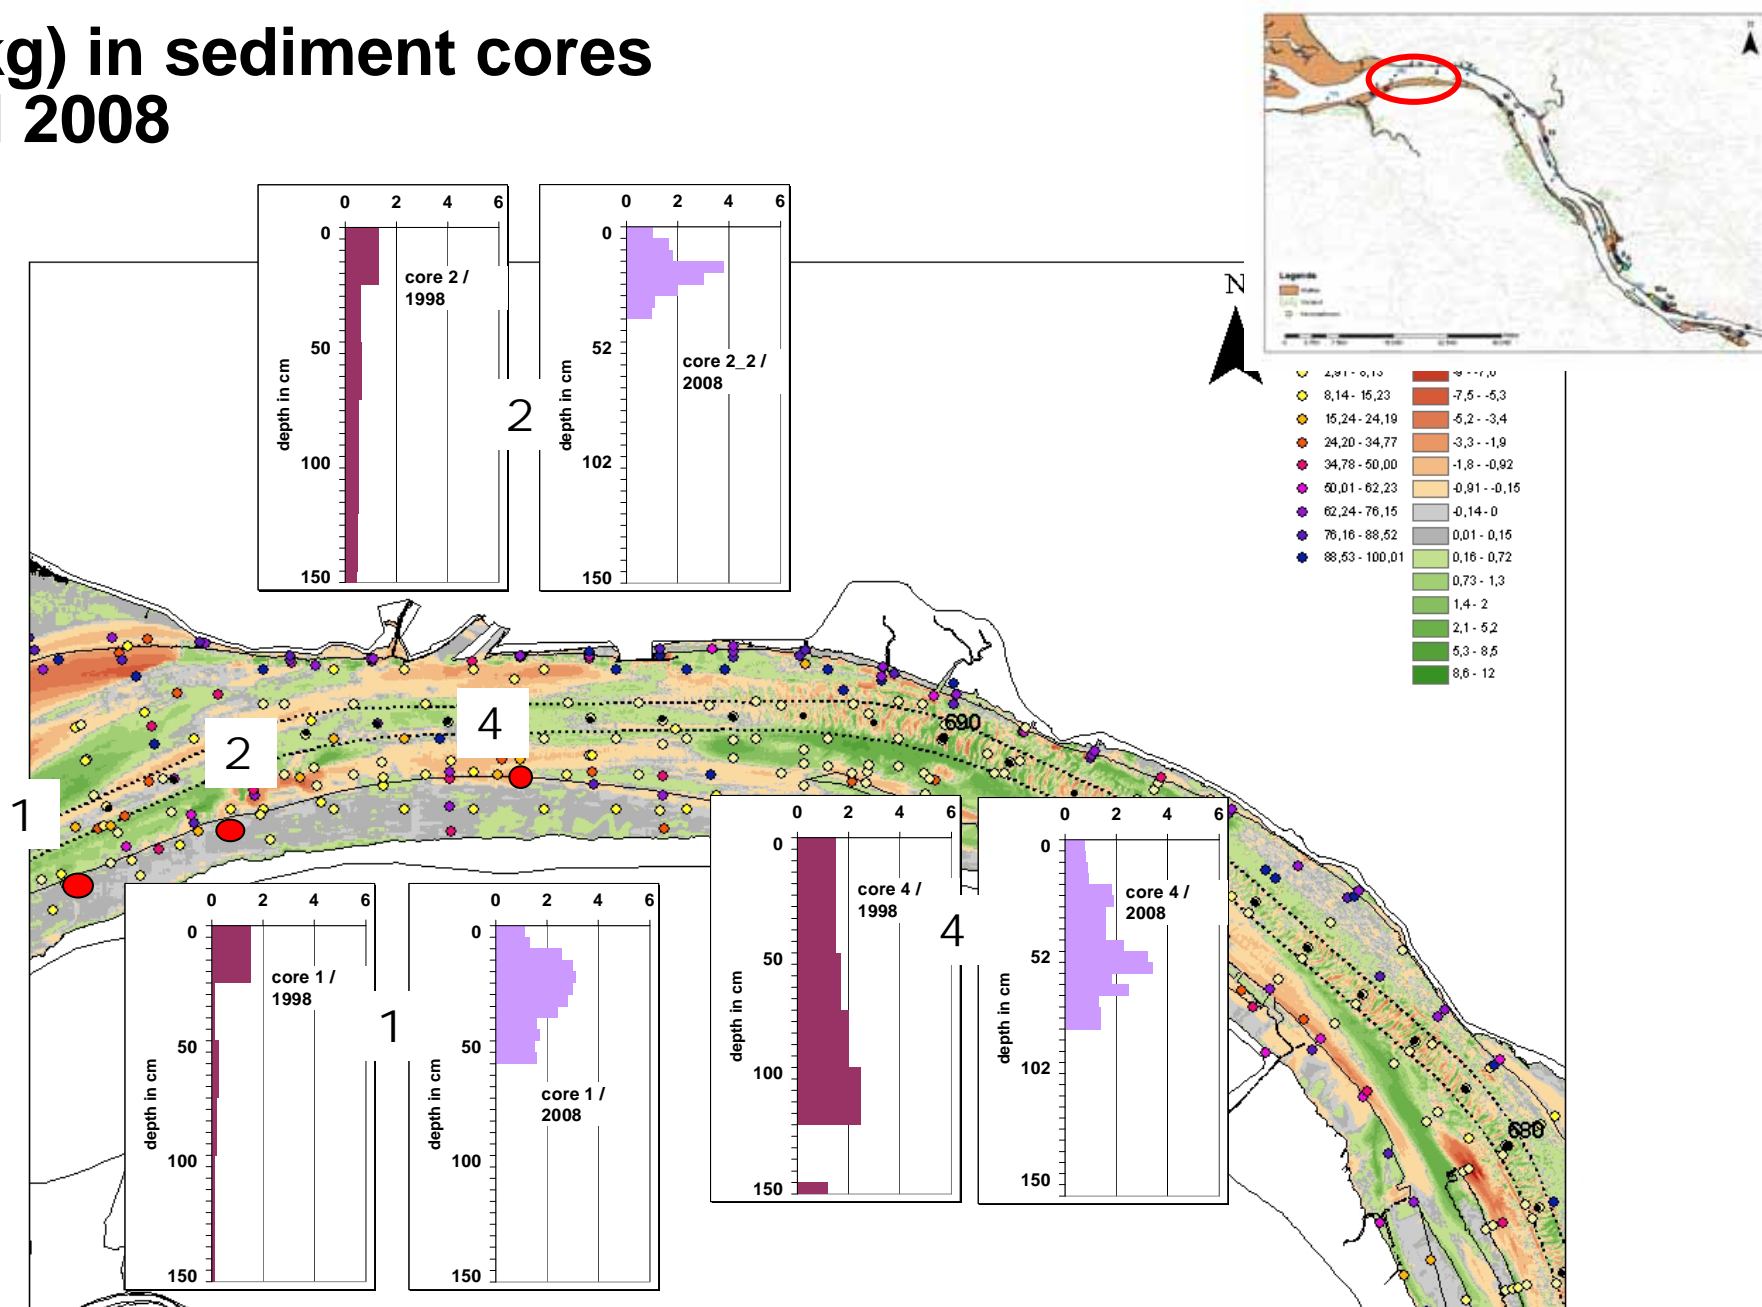 kg) in sediment cores
2008
0 2 4 6
0
50
100
150
depth in cm
core 2 /
1998
2
0 2 4 6
0
52
102
150
depth in cm
core 2_2 /
2008
N
Legende
8,14 - 15,23
15,24 - 24,19
24,20 - 34,77
34,78 - 50,00
50,01 - 62,23
62,24 - 76,15
76,16 - 88,52
88,53 - 100,01
-7,5 - -5,3
-5,2 - -3,4
-3,3 - -1,9
-1,8 - -0,92
-0,91 - -0,15
-0,14 - 0
0,01 - 0,15
0,16 - 0,72
0,73 - 1,3
1,4 - 2
2,1 - 5,2
5,3 - 8,5
8,6 - 12
1
2
4
690
680
0 2 4 6
0
50
100
150
depth in cm
core 1 /
1998
1
0 2 4 6
0
50
100
150
depth in cm
core 1 /
2008
0 2 4 6
0
50
100
150
depth in cm
core 4 /
1998
4
0 2 4 6
0
52
102
150
depth in cm
core 4 /
2008